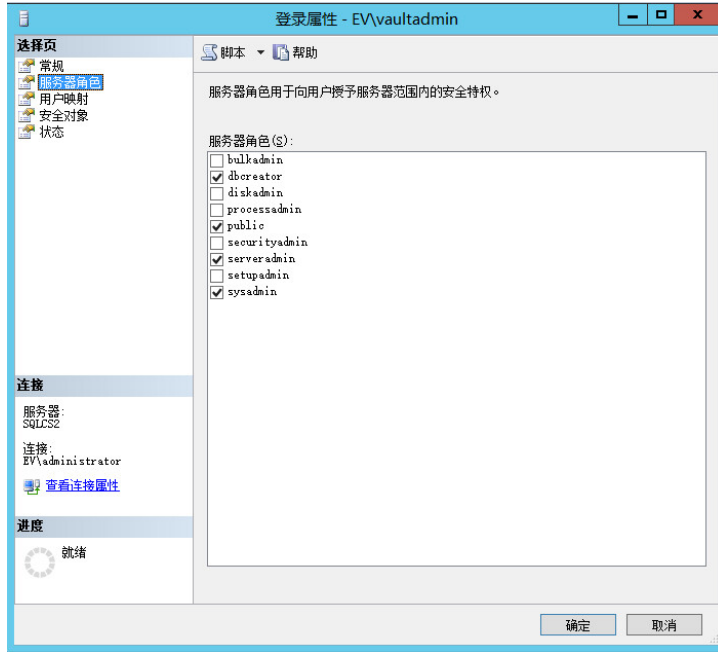 登录属性 - EV\vaultadmin
选择页
常规
服务器角色
用户映射
安全对象
状态
脚本 帮助
服务器角色用于向用户授予服务器范围内的安全特权。
服务器角色(S):
bulkadmin
dbcreator
diskadmin
processadmin
public
securityadmin
serveradmin
setupadmin
sysadmin
连接
服务器:
SQLCS2
连接:
EV\administrator
查看连接属性
进度
就绪
确定 取消